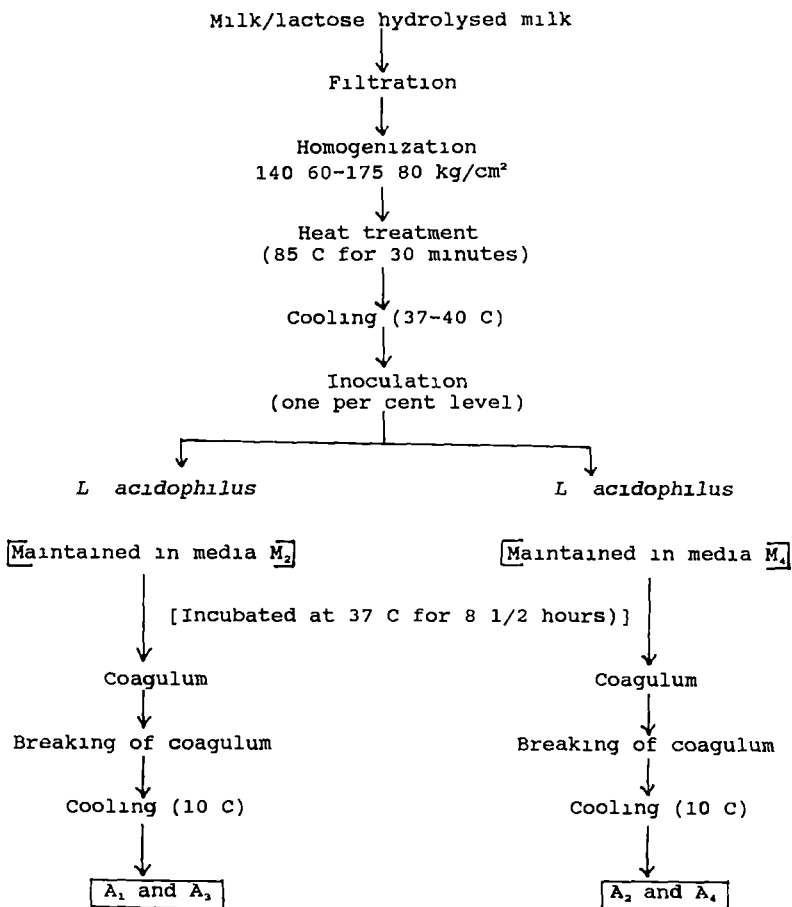 Milk/lactose hydrolysed milk
Filtration
Homogenization
140 60-175 80 kg/cm²
Heat treatment
(85 C for 30 minutes)
Cooling (37-40 C)
Inoculation
(one per cent level)
L acidophilus
L acidophilus
Maintained in media M₂
Maintained in media M₄
[Incubated at 37 C for 8 1/2 hours)]
Coagulum
Coagulum
Breaking of coagulum
Breaking of coagulum
Cooling (10 C)
Cooling (10 C)
A₁ and A₃
A₂ and A₄